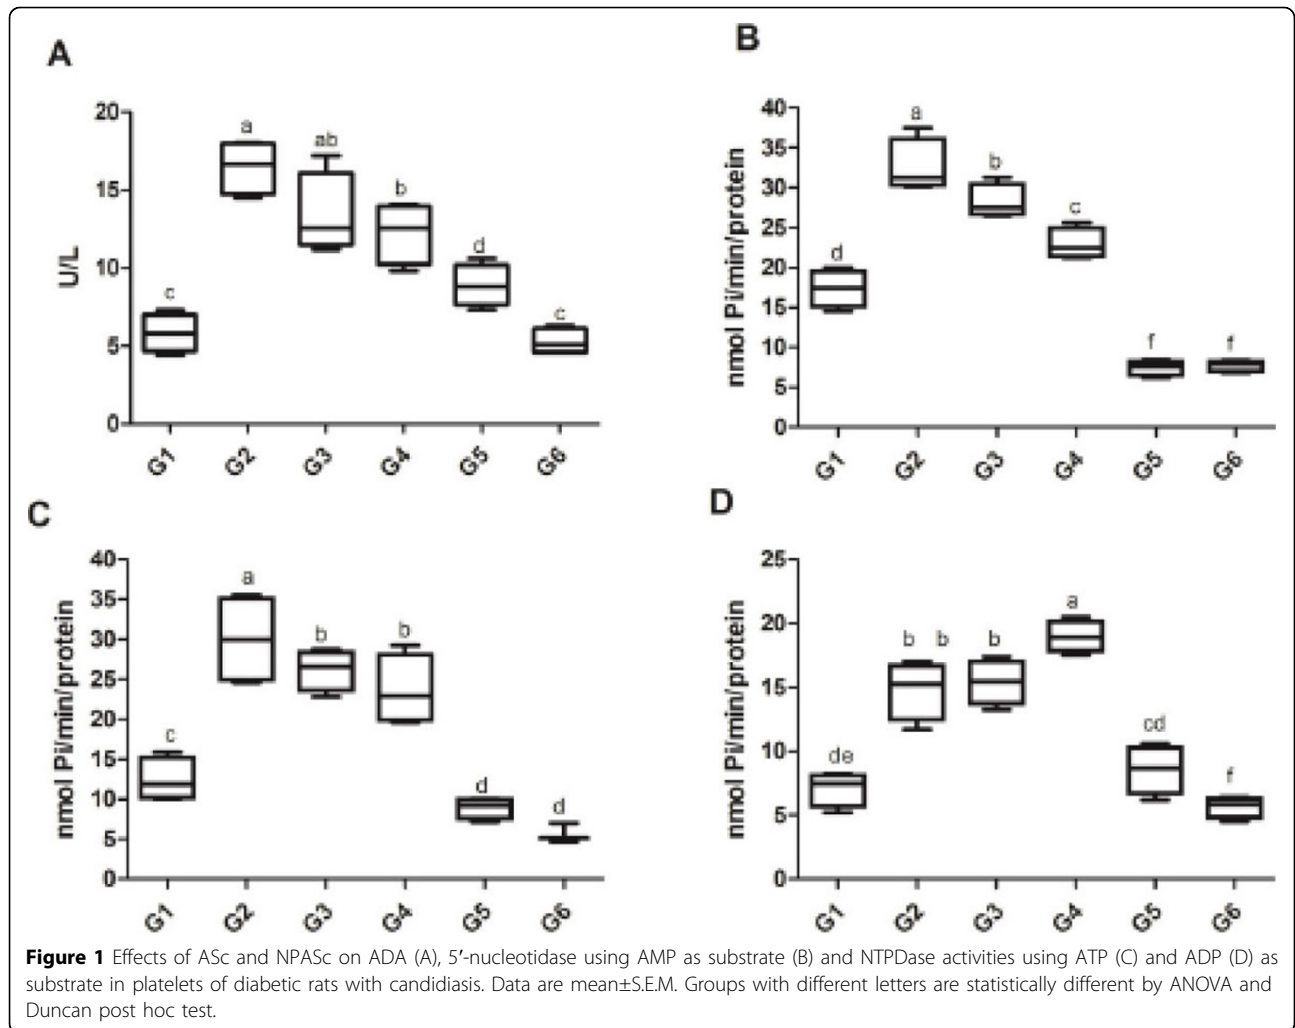 A
20
15
10
5
0
U/L
a
ab
b
c
d
c
G1 G2 G3 G4 G5 G6
B
40
35
30
25
20
15
10
5
0
nmol Pi/min/protein
a
b
c
d
f f
G1 G2 G3 G4 G5 G6
C
40
35
30
25
20
15
10
5
0
nmol Pi/min/protein
a
b b
c
d d
G1 G2 G3 G4 G5 G6
D
25
20
15
10
5
0
nmol Pi/min/protein
a
b b b
de cd f
G1 G2 G3 G4 G5 G6
Figure 1 Effects of ASc and NPASc on ADA (A), 5′-nucleotidase using AMP as substrate (B) and NTPDase activities using ATP (C) and ADP (D) as
substrate in platelets of diabetic rats with candidiasis. Data are mean±S.E.M. Groups with different letters are statistically different by ANOVA and
Duncan post hoc test.